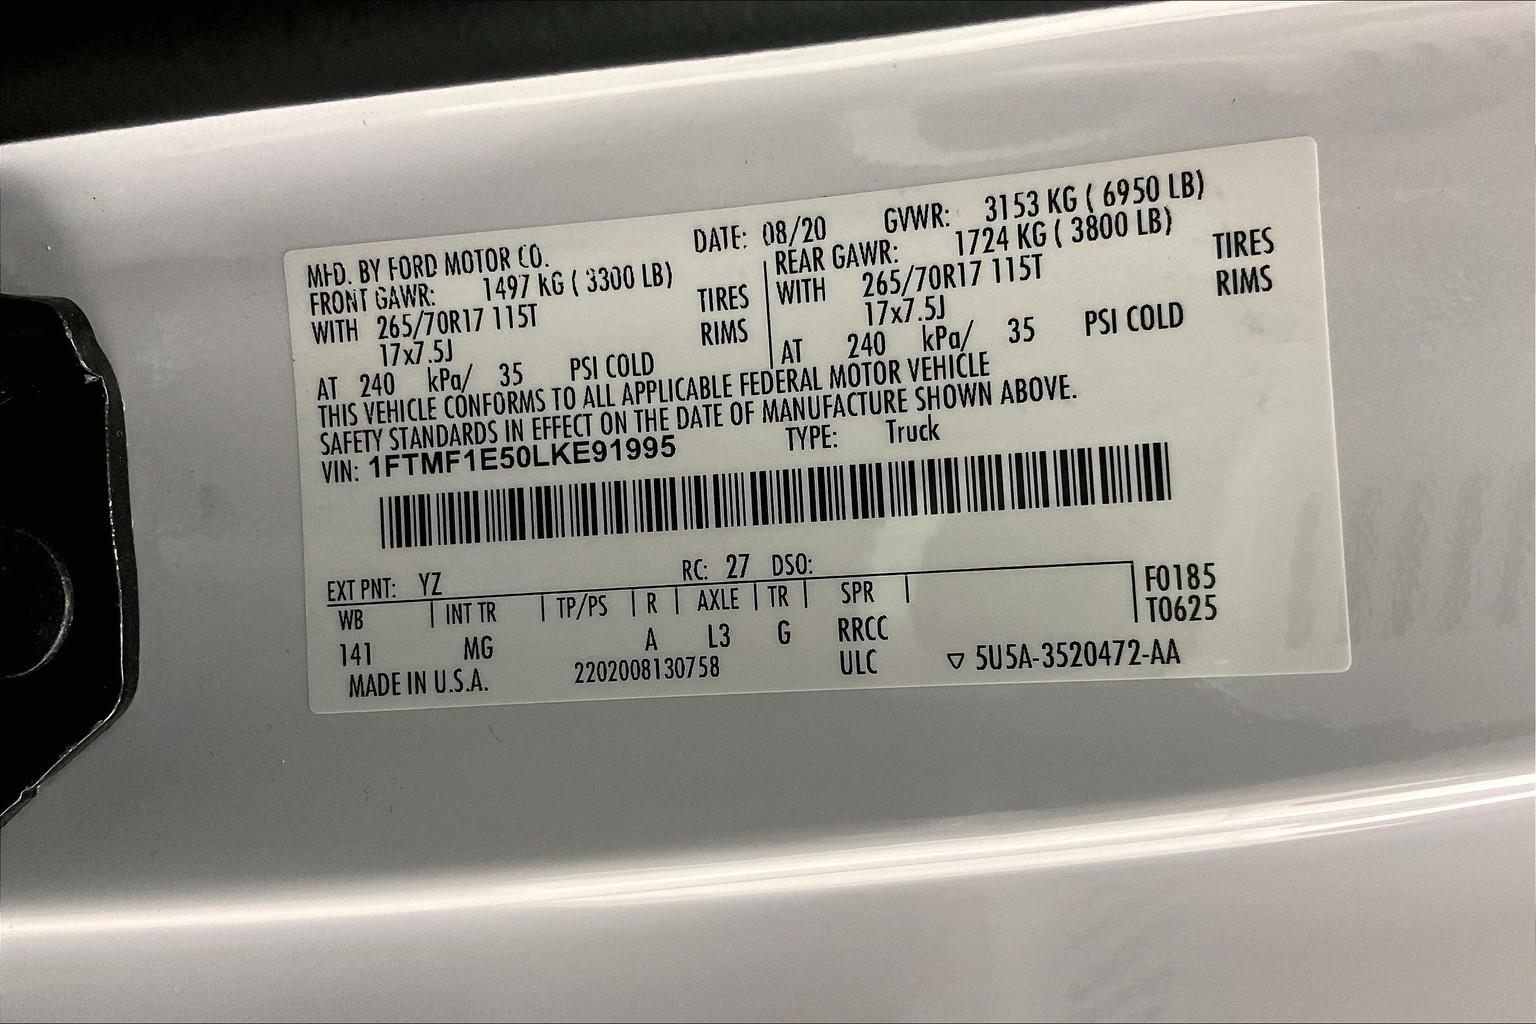 MFD. BY FORD MOTOR CO. DATE: 08/20 GVWR: 3153 KG ( 6950 LB)
FRONT GAWR: 1497 KG ( 3300 LB) REAR GAWR: 1724 KG ( 3800 LB)
WITH 265/70R17 115T TIRES WITH 265/70R17 115T TIRES
17x7.5J RIMS 17x7.5J RIMS
AT 240 kPa/ 35 PSI COLD AT 240 kPa/ 35 PSI COLD
THIS VEHICLE CONFORMS TO ALL APPLICABLE FEDERAL MOTOR VEHICLE
SAFETY STANDARDS IN EFFECT ON THE DATE OF MANUFACTURE SHOWN ABOVE.
VIN: 1FTMF1E50LKE91995 TYPE: Truck
EXT PNT: YZ RC: 27 DSO: F0185
WB INT TR TP/PS R AXLE TR SPR T0625
141 MG A L3 G RRCC
MADE IN U.S.A. 2202008130758 ULC ▽ 5U5A-3520472-AA